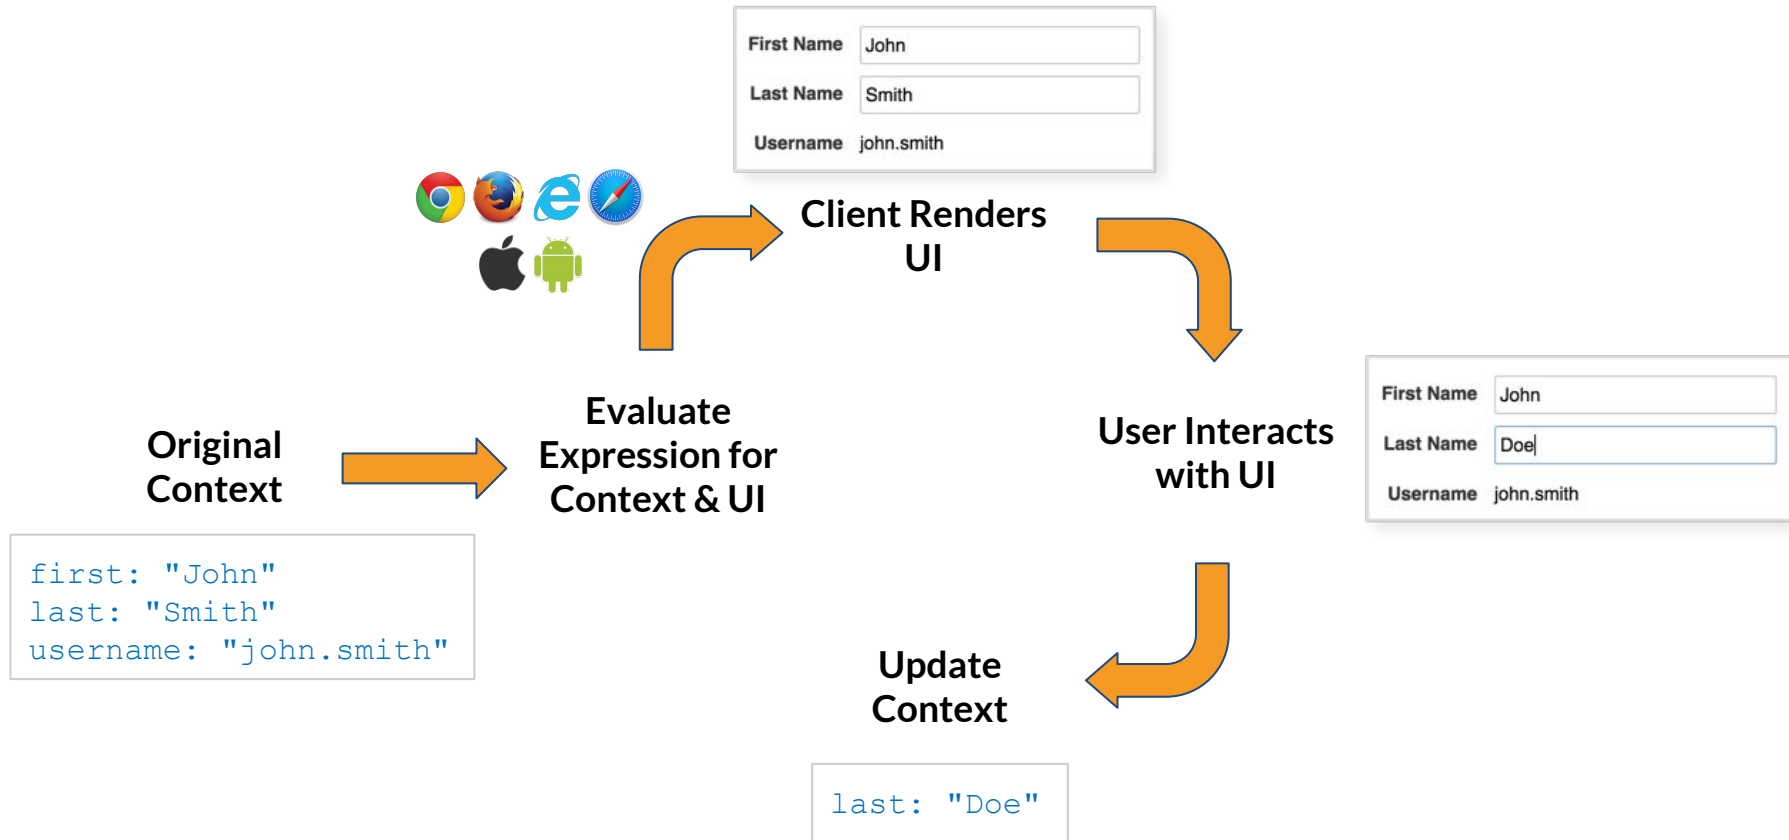 First Name John
Last Name Smith
Username john.smith
Client Renders
UI
Evaluate
Expression for
Context & UI
Original
Context
first: "John"
last: "Smith"
username: "john.smith"
User Interacts
with UI
First Name John
Last Name Doe
Username john.smith
Update
Context
last: "Doe"